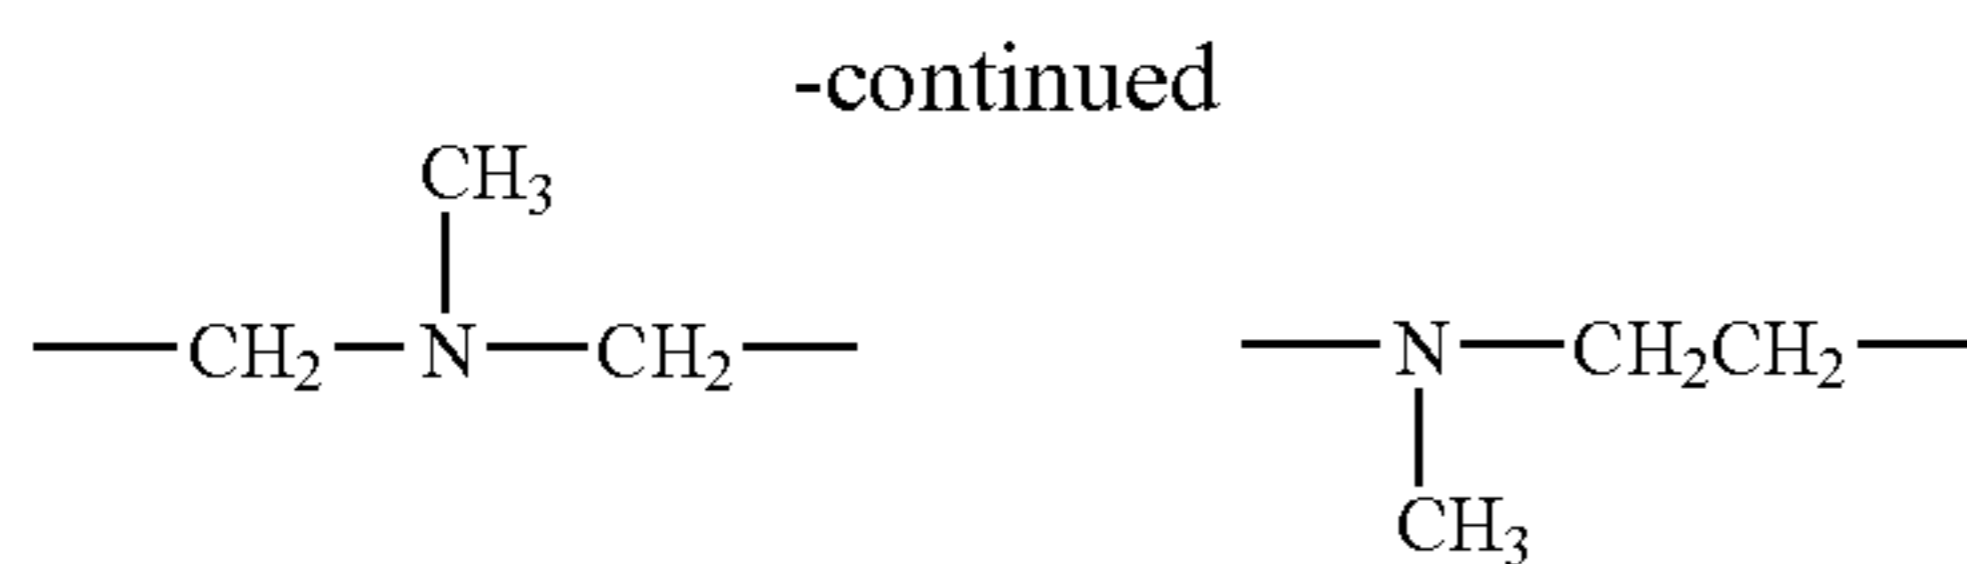 -continued
CH₃
—CH₂—N—CH₂— —N—CH₂CH₂—
CH₃